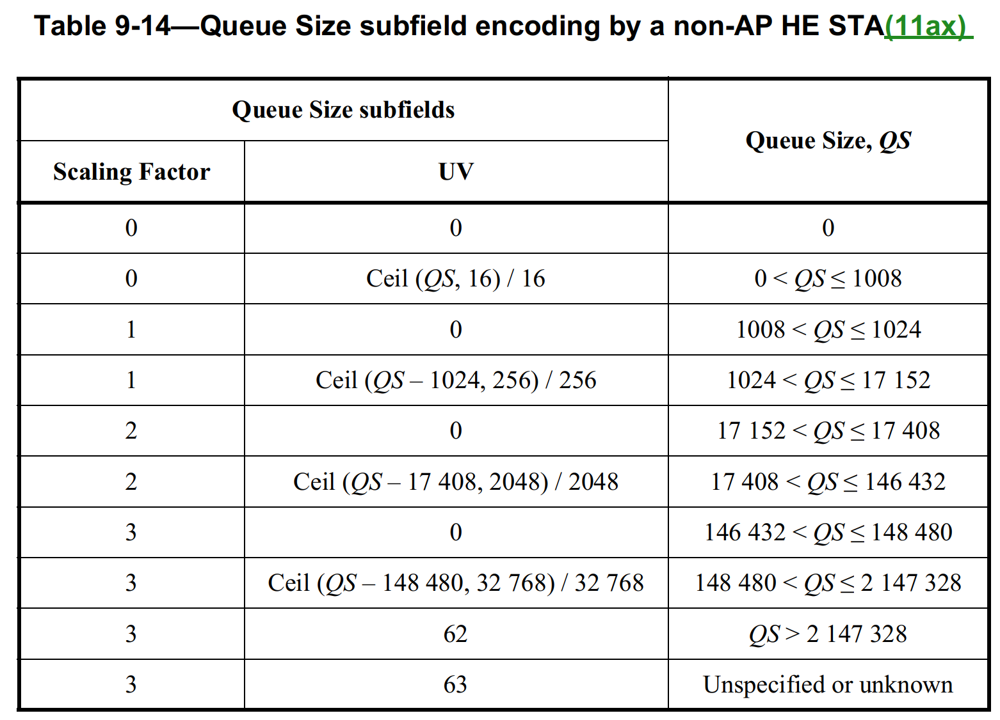 Table 9-14—Queue Size subfield encoding by a non-AP HE STA(11ax)
Queue Size subfields
Queue Size, QS
Scaling Factor
UV
0 0 0
0 Ceil (QS, 16) / 16 0 < QS ≤ 1008
1 0 1008 < QS ≤ 1024
1 Ceil (QS – 1024, 256) / 256 1024 < QS ≤ 17 152
2 0 17 152 < QS ≤ 17 408
2 Ceil (QS – 17 408, 2048) / 2048 17 408 < QS ≤ 146 432
3 0 146 432 < QS ≤ 148 480
3 Ceil (QS – 148 480, 32 768) / 32 768 148 480 < QS ≤ 2 147 328
3 62 QS > 2 147 328
3 63 Unspecified or unknown